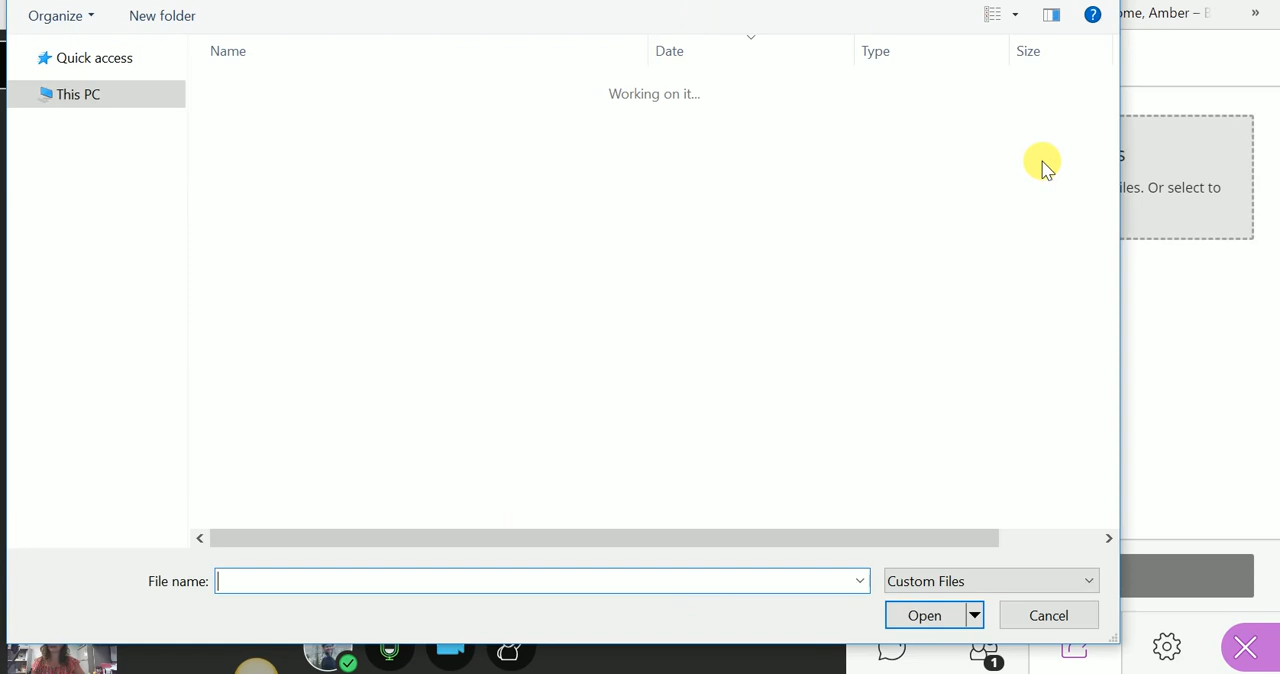 Organize
New folder
ome, Amber –
»
Quick access
This PC
Name
Date
Type
Size
Working on it...
s
iles. Or select to
File name:
Custom Files
Open
Cancel
1